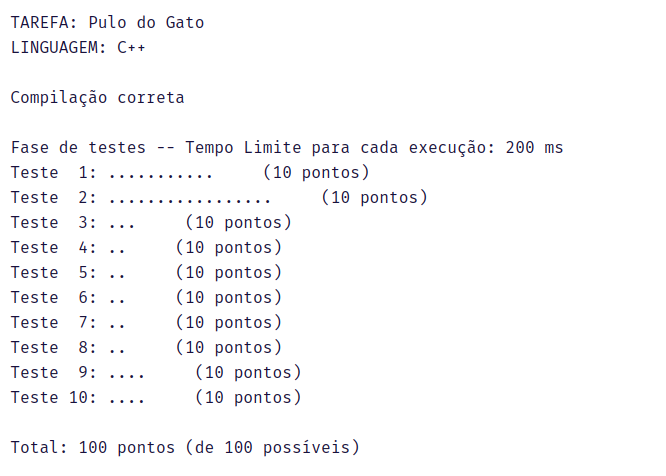 TAREFA: Pulo do Gato
LINGUAGEM: C++
Compilação correta
Fase de testes -- Tempo Limite para cada execução: 200 ms
Teste  1: ...........     (10 pontos)
Teste  2: .................     (10 pontos)
Teste  3: ...     (10 pontos)
Teste  4: ..     (10 pontos)
Teste  5: ..     (10 pontos)
Teste  6: ..     (10 pontos)
Teste  7: ..     (10 pontos)
Teste  8: ..     (10 pontos)
Teste  9: ....     (10 pontos)
Teste 10: ....     (10 pontos)
Total: 100 pontos (de 100 possíveis)